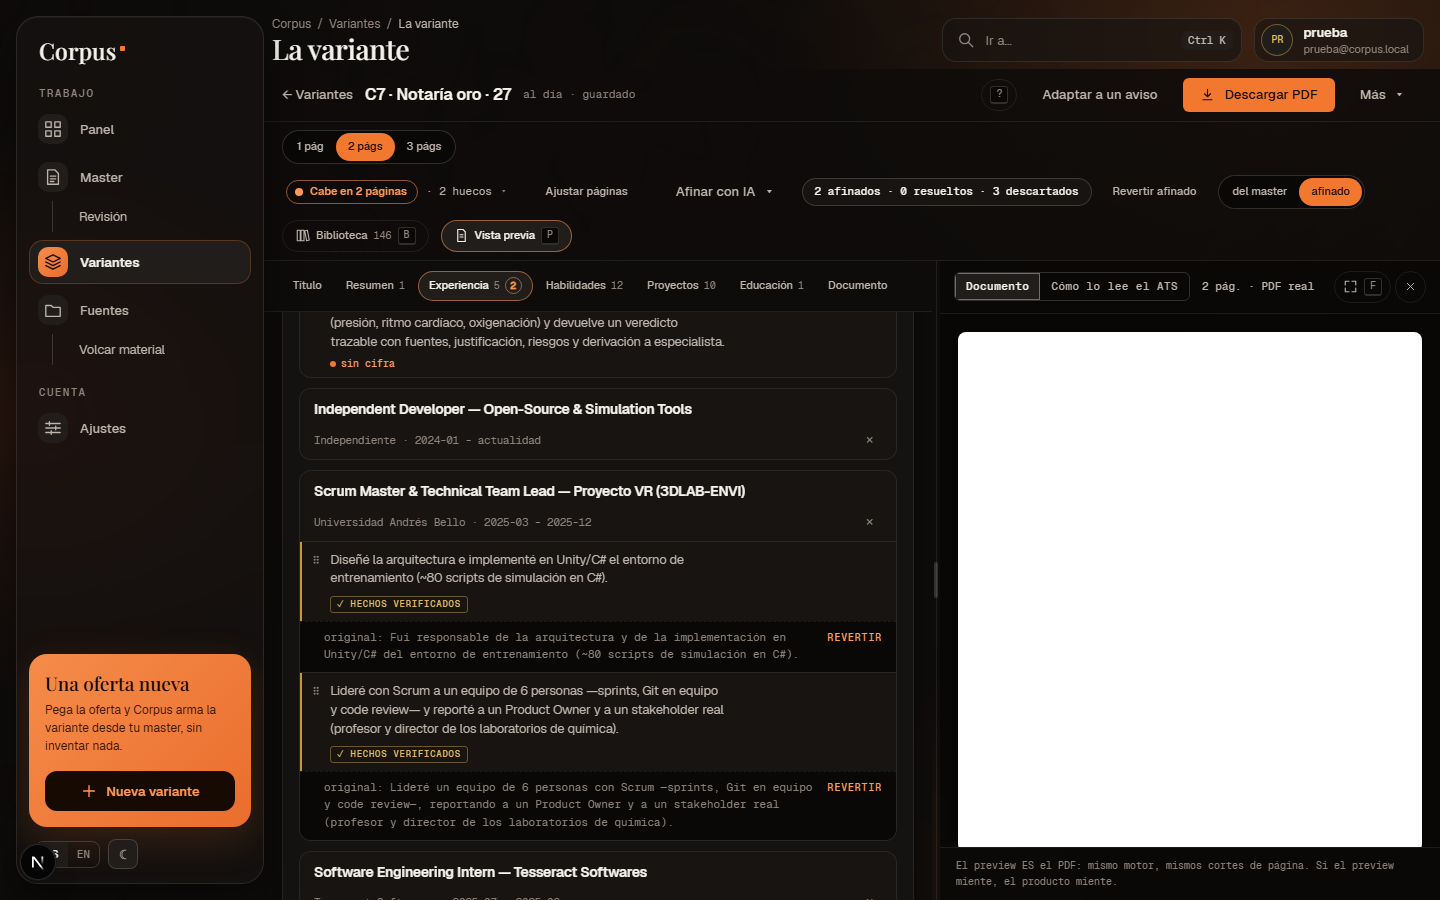 Corpus
TRABAJO
Panel
Master
Revisión
Variantes
Fuentes
Volcar material
CUENTA
Ajustes
Una oferta nueva
Pega la oferta y Corpus arma la
variante desde tu master, sin
inventar nada.
+ Nueva variante
N
EN
Corpus / Variantes / La variante
La variante
Ir a...
Ctrl K
PR
prueba
prueba@corpus.local
← Variantes
C7 · Notaría oro · 27
al día · guardado
?
Adaptar a un aviso
Descargar PDF
Más
1 pág
2 págs
3 págs
Cabe en 2 páginas
· 2 huecos ·
Ajustar páginas
Afinar con IA
2 afinados · 0 resueltos · 3 descartados
Revertir afinado
del master
afinado
Biblioteca 146 B
Vista previa P
Título
Resumen 1
Experiencia 5 2
Habilidades 12
Proyectos 10
Educación 1
Documento
(presión, ritmo cardíaco, oxigenación) y devuelve un veredicto
trazable con fuentes, justificación, riesgos y derivación a especialista.
sin cifra
Independent Developer — Open-Source & Simulation Tools
Independiente · 2024-01 – actualidad
×
Scrum Master & Technical Team Lead — Proyecto VR (3DLAB-ENVI)
Universidad Andrés Bello · 2025-03 – 2025-12
×
Diseñé la arquitectura e implementé en Unity/C# el entorno de
entrenamiento (~80 scripts de simulación en C#).
✓ HECHOS VERIFICADOS
original: Fui responsable de la arquitectura y de la implementación en
Unity/C# del entorno de entrenamiento (~80 scripts de simulación en C#).
REVERTIR
Lideré con Scrum a un equipo de 6 personas —sprints, Git en equipo
y code review— y reporté a un Product Owner y a un stakeholder real
(profesor y director de los laboratorios de química).
✓ HECHOS VERIFICADOS
original: Lideré un equipo de 6 personas con Scrum —sprints, Git en equipo
y code review—, reportando a un Product Owner y a un stakeholder real
(profesor y director de los laboratorios de química).
REVERTIR
Software Engineering Intern — Tesseract Softwares
Documento
Cómo lo lee el ATS
2 pág. · PDF real
F
×
El preview ES el PDF: mismo motor, mismos cortes de página. Si el preview
miente, el producto miente.